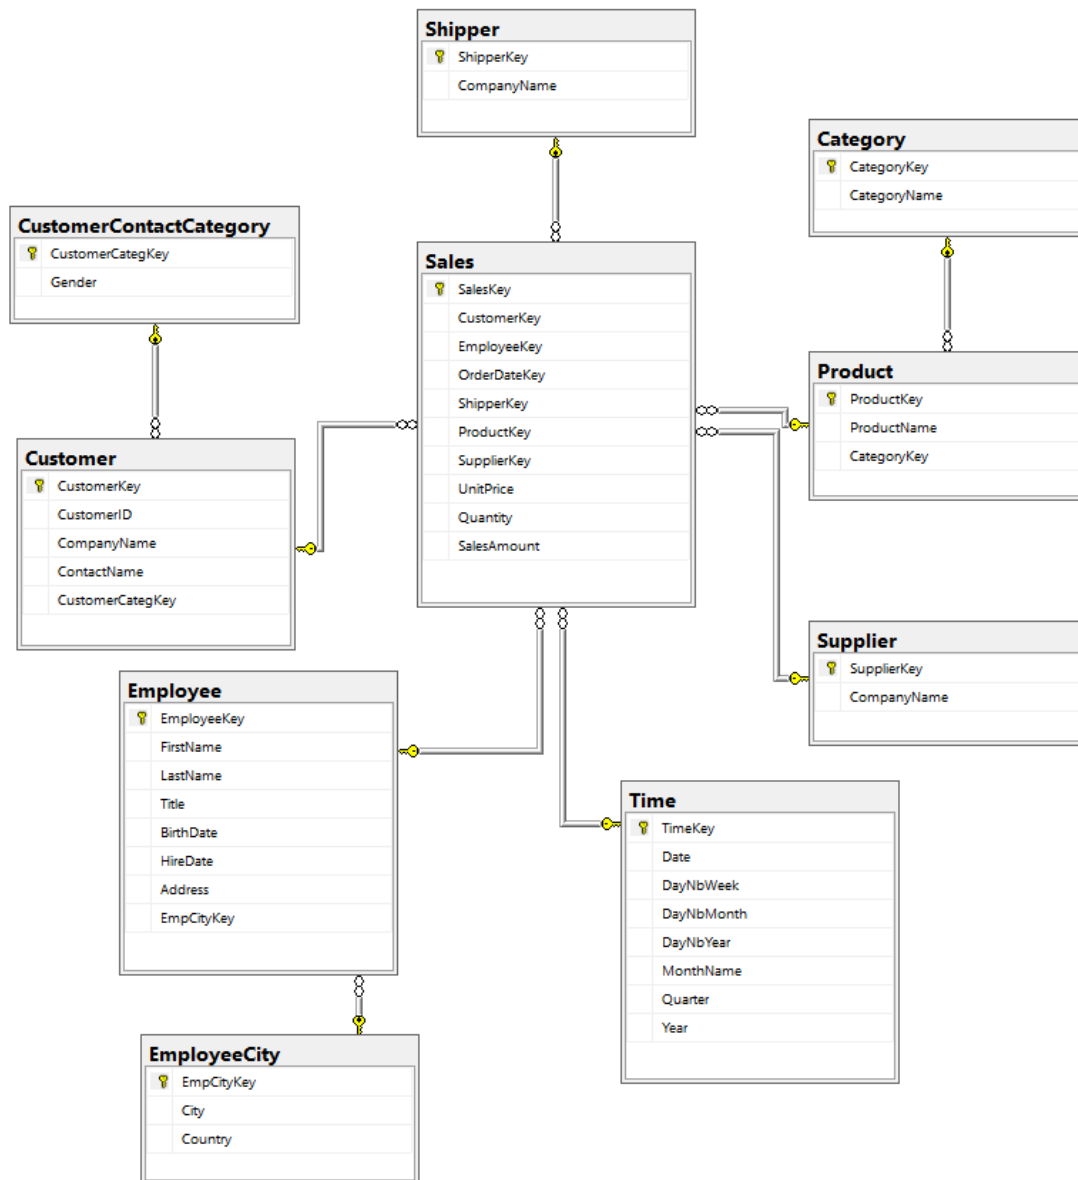 Shipper
ShipperKey
CompanyName
Category
CategoryKey
CategoryName
CustomerContactCategory
CustomerCategKey
Gender
Sales
SalesKey
CustomerKey
EmployeeKey
OrderDateKey
ShipperKey
ProductKey
SupplierKey
UnitPrice
Quantity
SalesAmount
Product
ProductKey
ProductName
CategoryKey
Customer
CustomerKey
CustomerID
CompanyName
ContactName
CustomerCategKey
Supplier
SupplierKey
CompanyName
Employee
EmployeeKey
FirstName
LastName
Title
BirthDate
HireDate
Address
EmpCityKey
Time
TimeKey
Date
DayNbWeek
DayNbMonth
DayNbYear
MonthName
Quarter
Year
EmployeeCity
EmpCityKey
City
Country